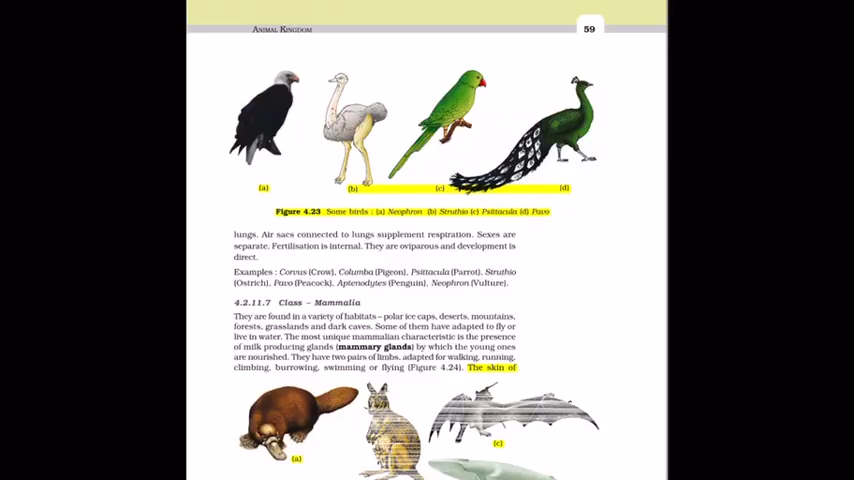 ANIMAL KINGDOM 59
(a) (b) (c) (d)
Figure 4.23 Some birds : (a) Neophron (b) Struthio (c) Psittacula (d) Pavo
lungs. Air sacs connected to lungs supplement respiration. Sexes are
separate. Fertilisation is internal. They are oviparous and development is
direct.
Examples : Corvus (Crow), Columba (Pigeon), Psittacula (Parrot), Struthio
(Ostrich), Pavo (Peacock), Aptenodytes (Penguin), Neophron (Vulture).
4.2.11.7 Class – Mammalia
They are found in a variety of habitats – polar ice caps, deserts, mountains,
forests, grasslands and dark caves. Some of them have adapted to fly or
live in water. The most unique mammalian characteristic is the presence
of milk producing glands (mammary glands) by which the young ones
are nourished. They have two pairs of limbs, adapted for walking, running,
climbing, burrowing, swimming or flying (Figure 4.24). The skin of
(c)
(a)